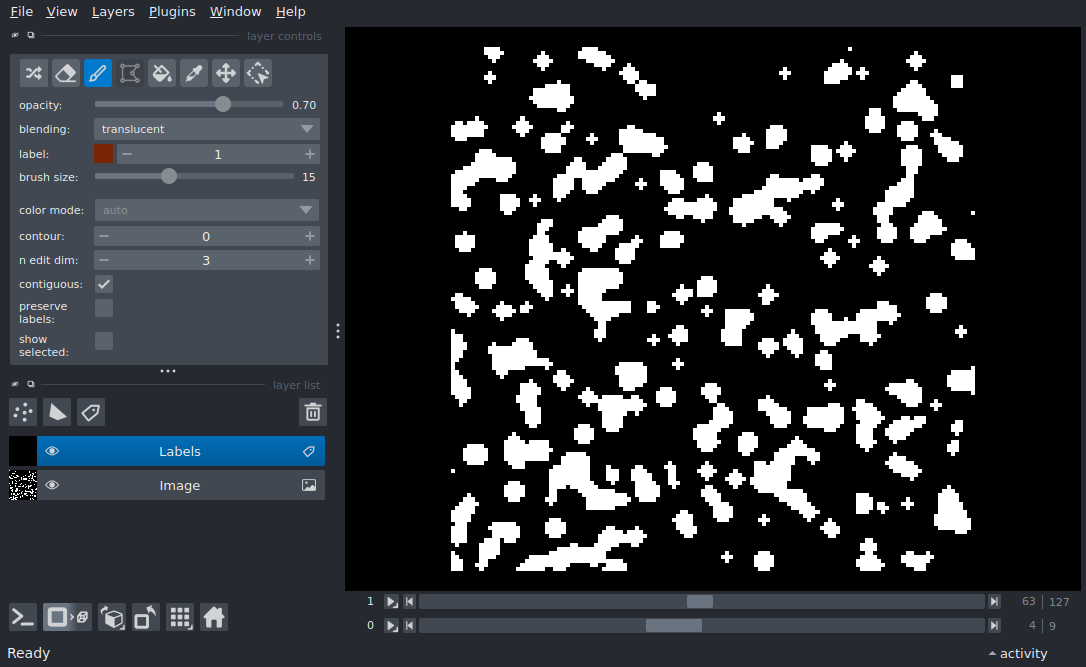 File View Layers Plugins Window Help
layer controls
opacity: 0.70
blending: translucent
label: 1
brush size: 15
color mode: auto
contour: 0
n edit dim: 3
contiguous:
preserve
labels:
show
selected:
layer list
Labels
Image
1 63 127
0 4 9
Ready activity